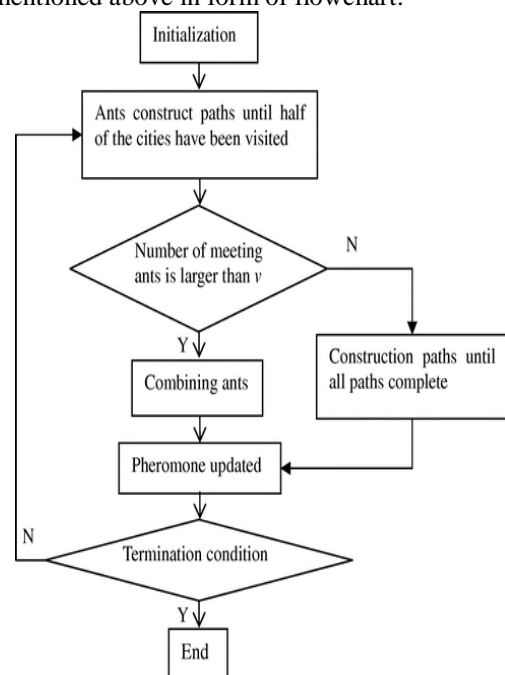 mentioned above in form of flowchart:
Initialization
Ants construct paths until half
of the cities have been visited
Number of meeting
ants is larger than v
N
Y
Combining ants
Construction paths until
all paths complete
Pheromone updated
Termination condition
N
Y
End